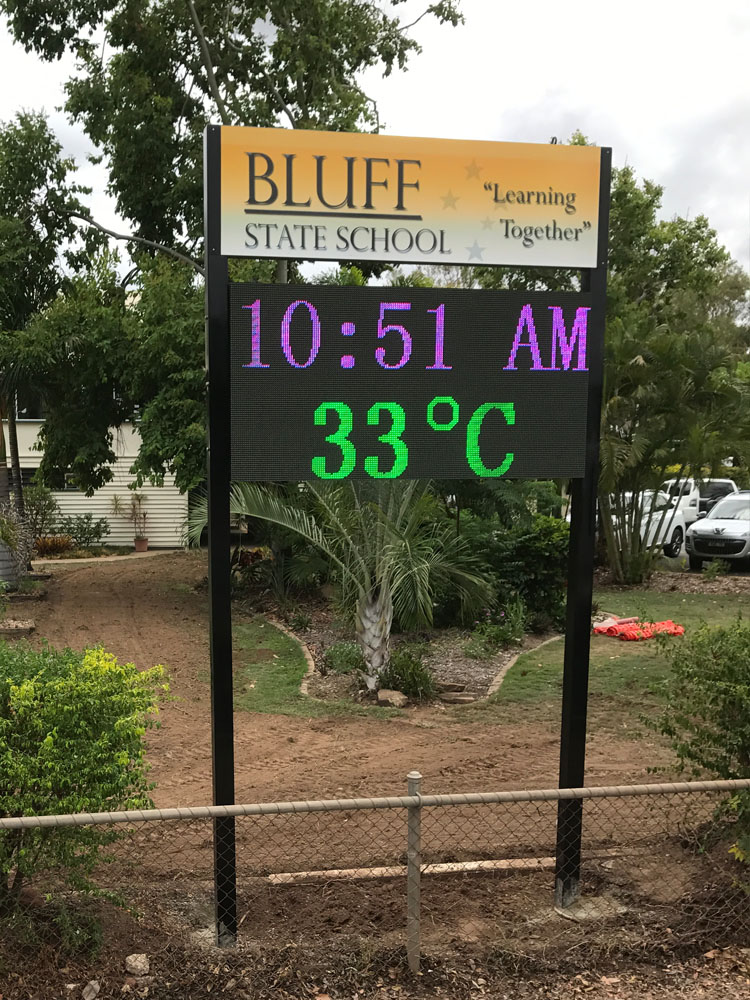 BLUFF
STATE SCHOOL
“Learning
Together”
10:51 AM
33°C